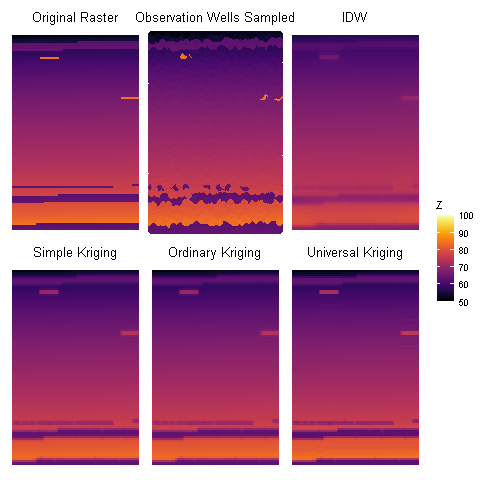 Original Raster
Observation Wells Sampled
IDW
Simple Kriging
Ordinary Kriging
Universal Kriging
Z
100
90
80
70
60
50